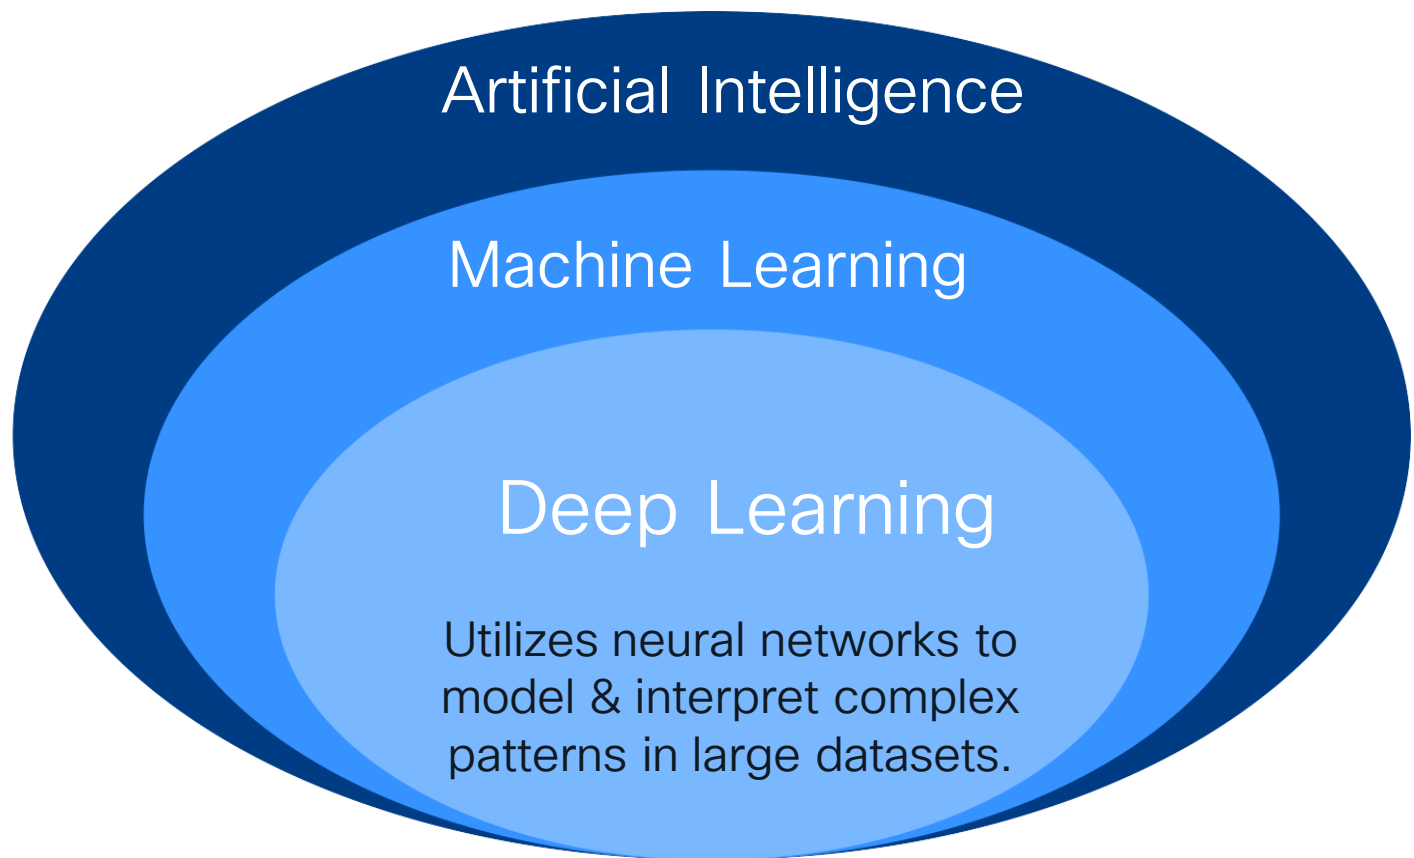 Artificial Intelligence
Machine Learning
Deep Learning
Utilizes neural networks to
model & interpret complex
patterns in large datasets.